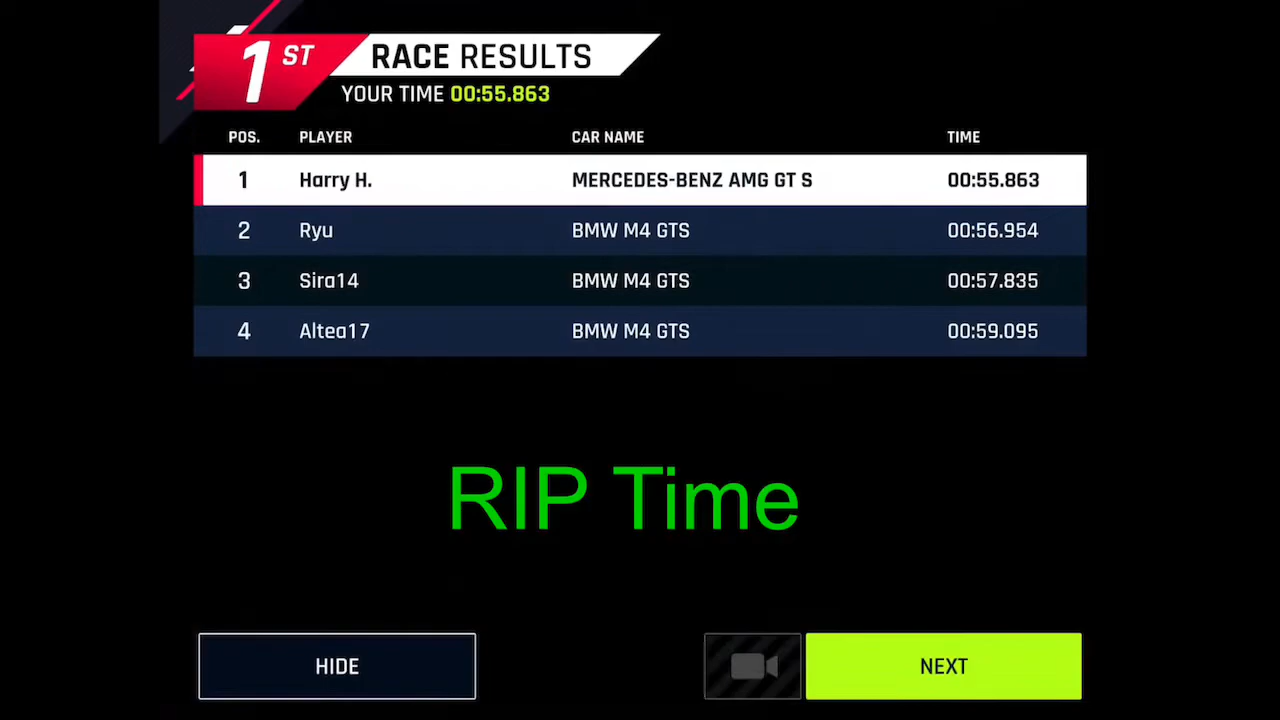 1ST RACE RESULTS
YOUR TIME 00:55.863
POS. PLAYER CAR NAME TIME
1 Harry H. MERCEDES-BENZ AMG GT S 00:55.863
2 Ryu BMW M4 GTS 00:56.954
3 Sira14 BMW M4 GTS 00:57.835
4 Altea17 BMW M4 GTS 00:59.095
RIP Time
HIDE NEXT